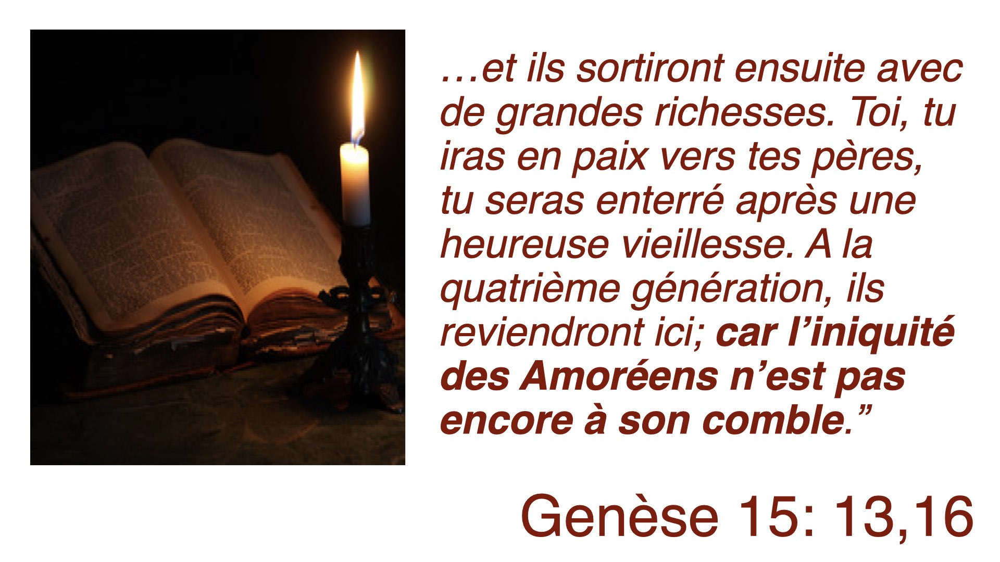 …et ils sortiront ensuite avec
de grandes richesses. Toi, tu
iras en paix vers tes pères,
tu seras enterré après une
heureuse vieillesse. A la
quatrième génération, ils
reviendront ici; car l’iniquité
des Amoréens n’est pas
encore à son comble.”
Genèse 15: 13,16